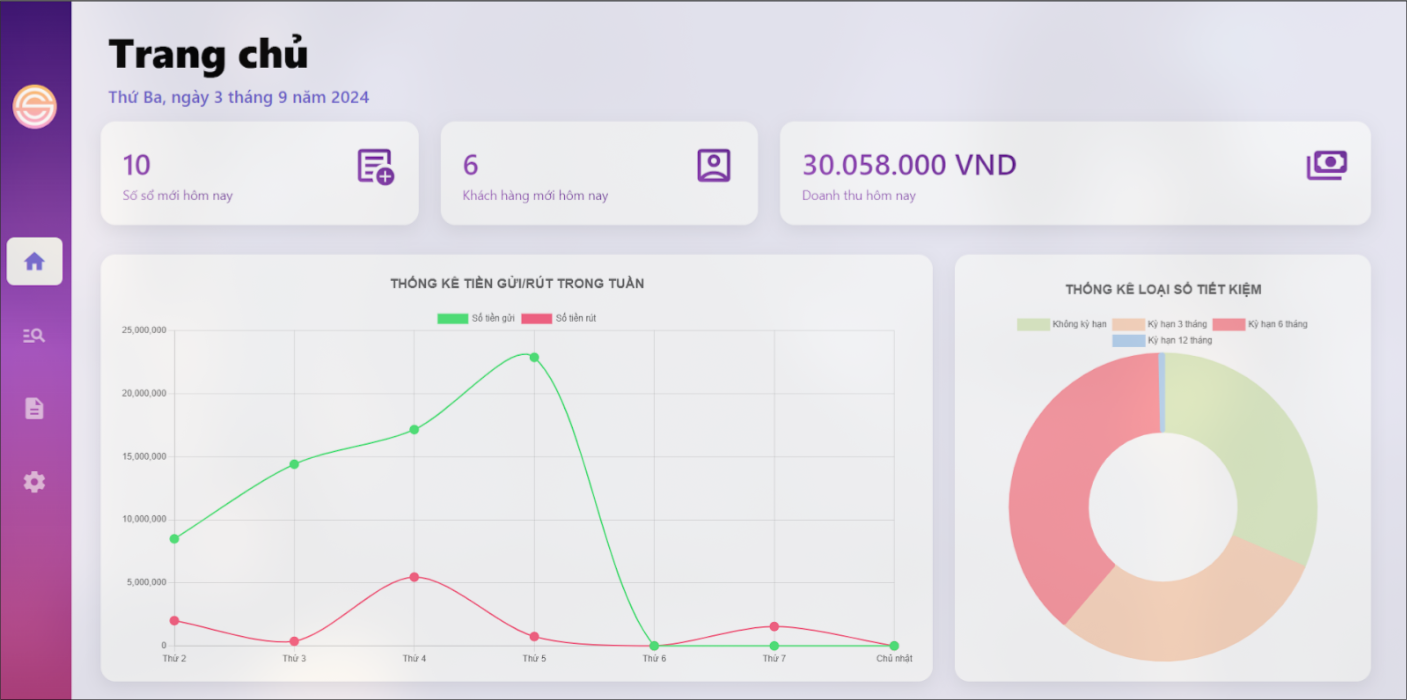 Trang chủ
Thứ Ba, ngày 3 tháng 9 năm 2024
10
Số sổ mới hôm nay
6
Khách hàng mới hôm nay
30.058.000 VND
Doanh thu hôm nay
THỐNG KÊ TIỀN GỬI/RÚT TRONG TUẦN
Số tiền gửi Số tiền rút
25,000,000
20,000,000
15,000,000
10,000,000
5,000,000
0
Thứ 2 Thứ 3 Thứ 4 Thứ 5 Thứ 6 Thứ 7 Chủ nhật
THỐNG KÊ LOẠI SỔ TIẾT KIỆM
Không kỳ hạn Kỳ hạn 3 tháng Kỳ hạn 6 tháng
Kỳ hạn 12 tháng